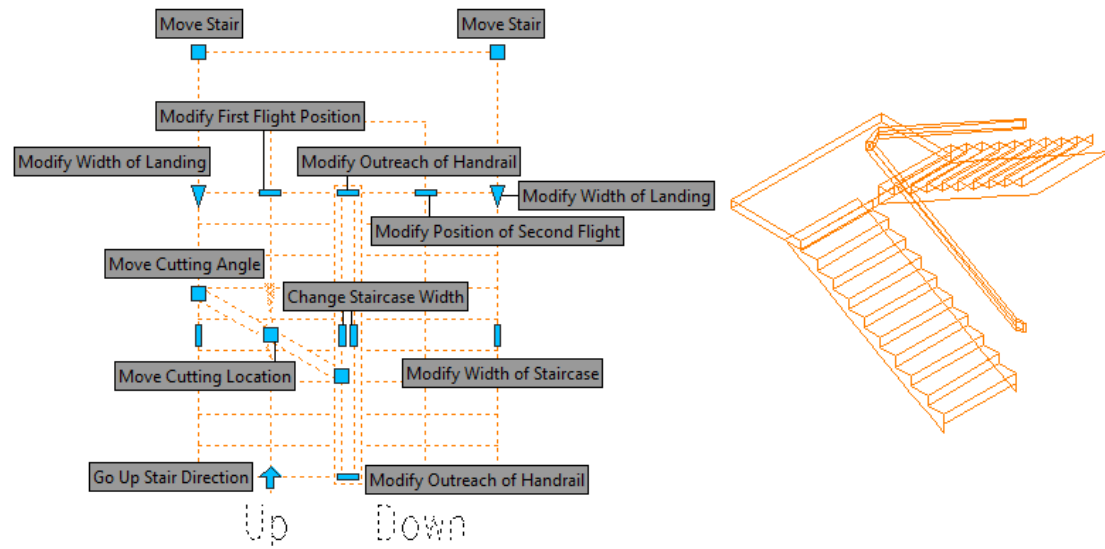 Move Stair
Move Stair
Modify First Flight Position
Modify Width of Landing
Modify Outreach of Handrail
Modify Width of Landing
Modify Position of Second Flight
Move Cutting Angle
Change Staircase Width
Move Cutting Location
Modify Width of Staircase
Go Up Stair Direction
Modify Outreach of Handrail
Up
Down